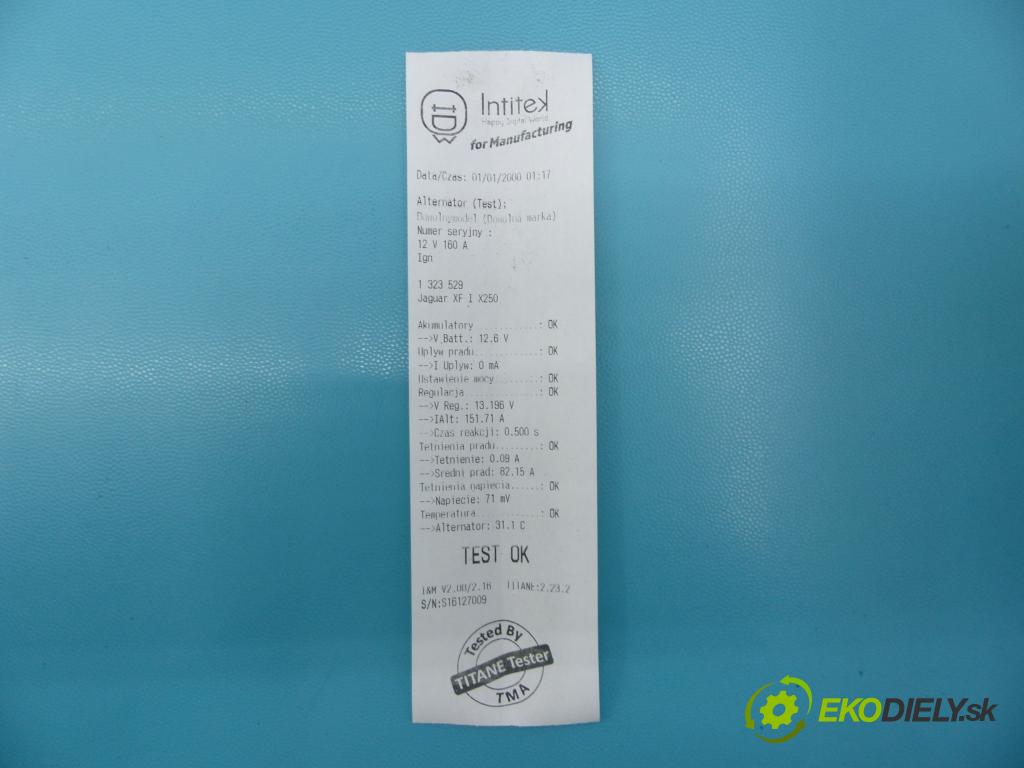 Intitek
Happy Digital World
for Manufacturing
Data/Czas: 01/01/2000 01:17
Alternator (Test):
Dowolnymodel (Dowolna marka)
Numer seryjny :
12 V 160 A
Ign
1 323 529
Jaguar XF I X250
Akumulatory............: OK
-->V.Batt.: 12.6 V
Uplyw pradu............: OK
-->I Uplyw: 0 mA
Ustawienie mocy........: OK
Regulacja..............: OK
-->V Reg.: 13.196 V
-->IAlt: 151.71 A
-->Czas reakcji: 0.500 s
Tetnienia pradu........: OK
-->Tetnienie: 0.09 A
-->Sredni prad: 82.15 A
Tetnienia napiecia.....: OK
-->Napiecie: 71 mV
Temperatura............: OK
-->Alternator: 31.1 C
TEST OK
I&M V2.00/2.16 TITANE:2.23.2
S/N:S16127009
Tested By
TITANE Tester
TMA
EKODIELY.sk